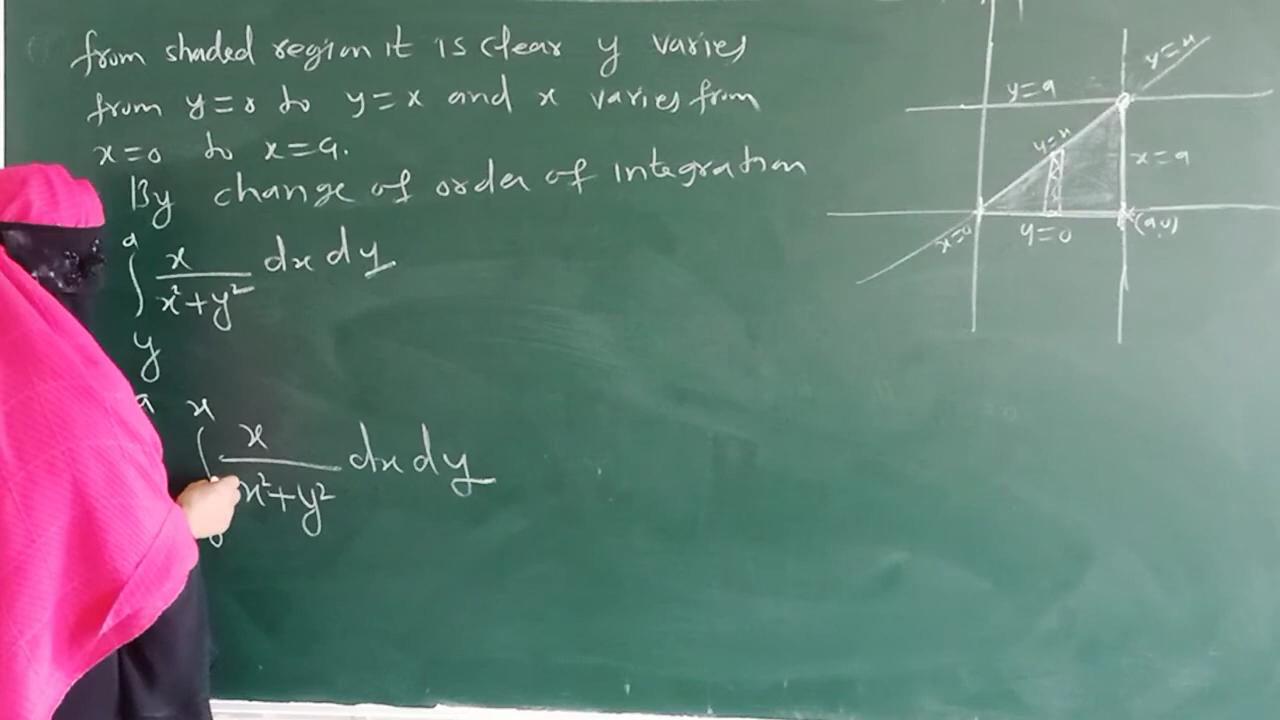 from shaded region it is clear y varies
from y=0 to y=x and x varies from
x=0 to x=a.
By change of order of integration
a
∫ x/(x²+y²) dx dy
y
a x
∫ x/(x²+y²) dx dy
0
y=x
y=a
y=x
x=a
x=0
y=0
(a,0)